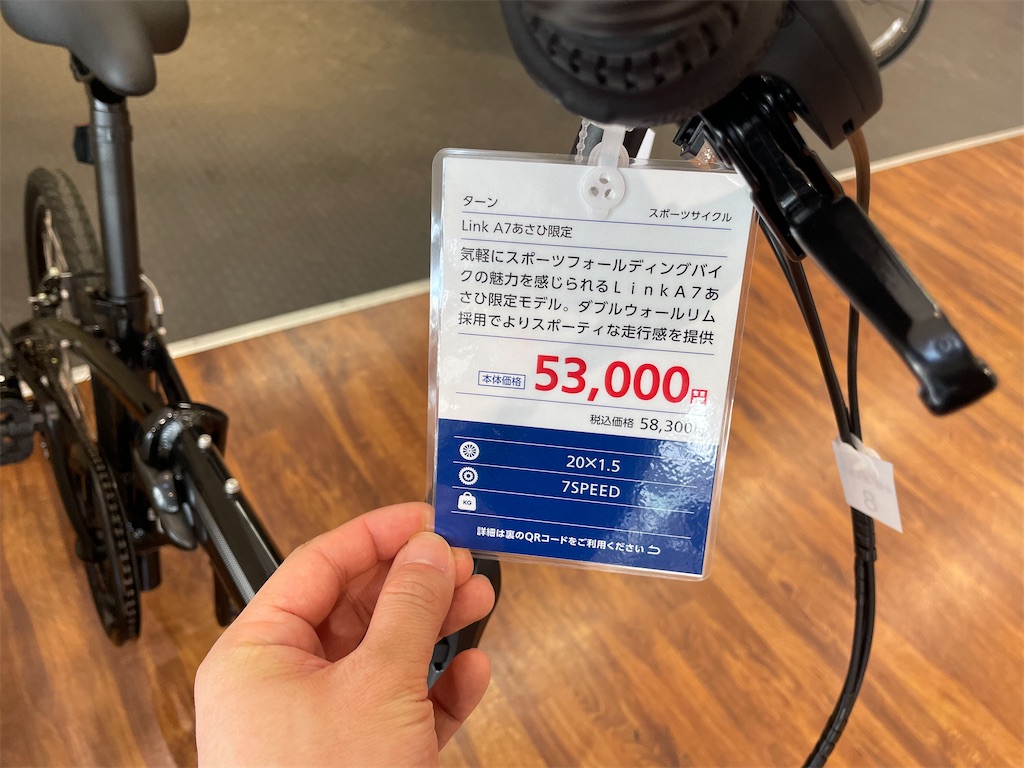 ターン
スポーツサイクル
Link A7あさひ限定
気軽にスポーツフォールディングバイ
クの魅力を感じられるLinkA7あ
さひ限定モデル。ダブルウォールリム
採用でよりスポーティな走行感を提供
本体価格 53,000円
税込価格 58,300円
20×1.5
7SPEED
KG
詳細は裏のQRコードをご利用ください